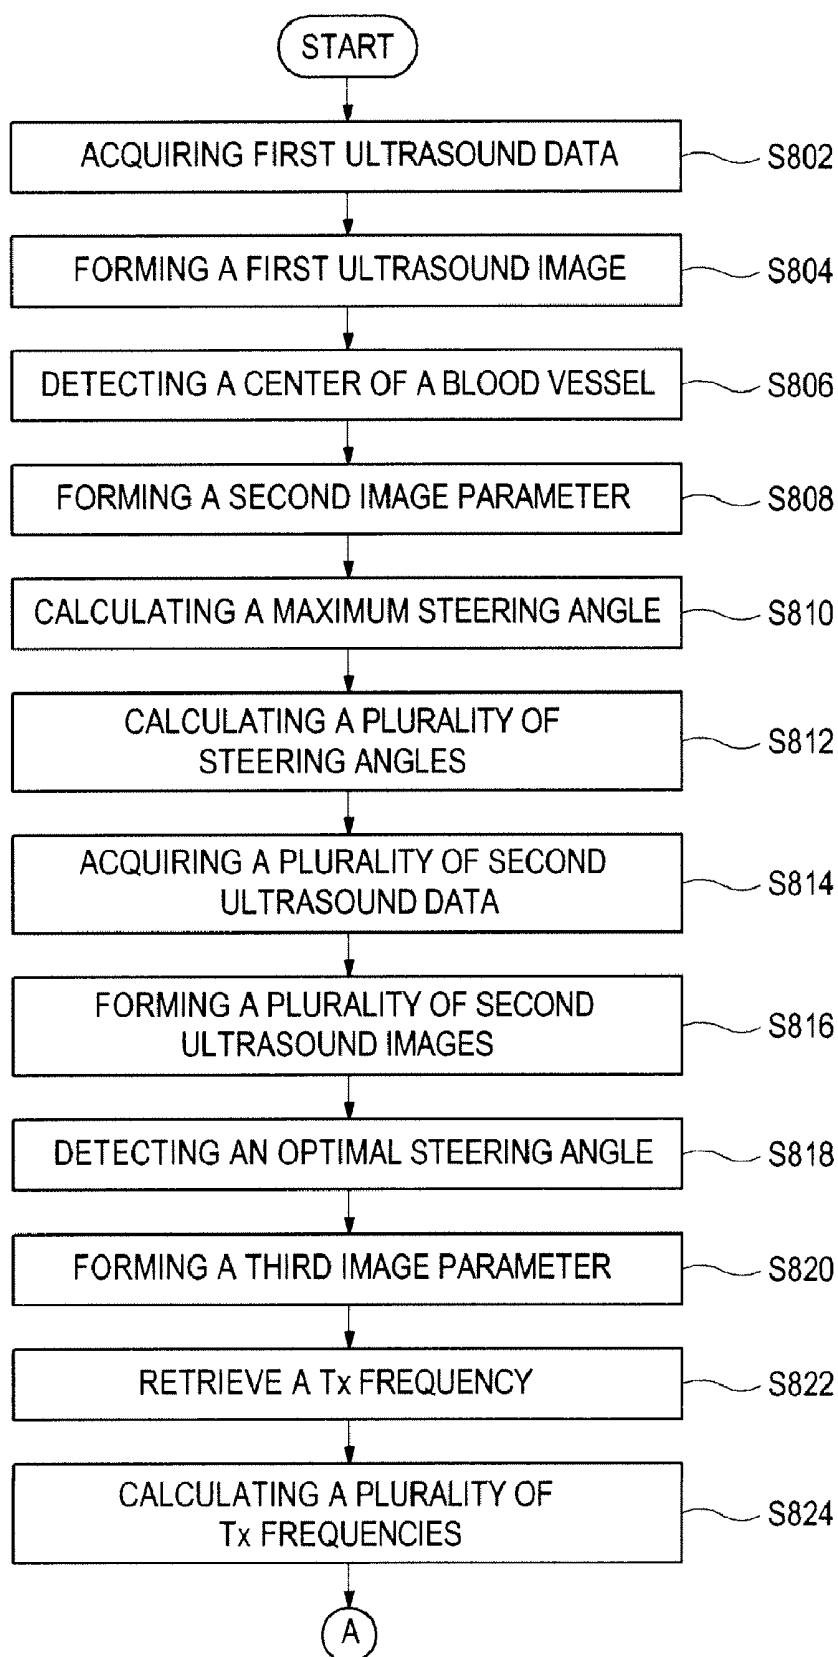 START
ACQUIRING FIRST ULTRASOUND DATA
S802
FORMING A FIRST ULTRASOUND IMAGE
S804
DETECTING A CENTER OF A BLOOD VESSEL
S806
FORMING A SECOND IMAGE PARAMETER
S808
CALCULATING A MAXIMUM STEERING ANGLE
S810
CALCULATING A PLURALITY OF
STEERING ANGLES
S812
ACQUIRING A PLURALITY OF SECOND
ULTRASOUND DATA
S814
FORMING A PLURALITY OF SECOND
ULTRASOUND IMAGES
S816
DETECTING AN OPTIMAL STEERING ANGLE
S818
FORMING A THIRD IMAGE PARAMETER
S820
RETRIEVE A Tx FREQUENCY
S822
CALCULATING A PLURALITY OF
Tx FREQUENCIES
S824
A